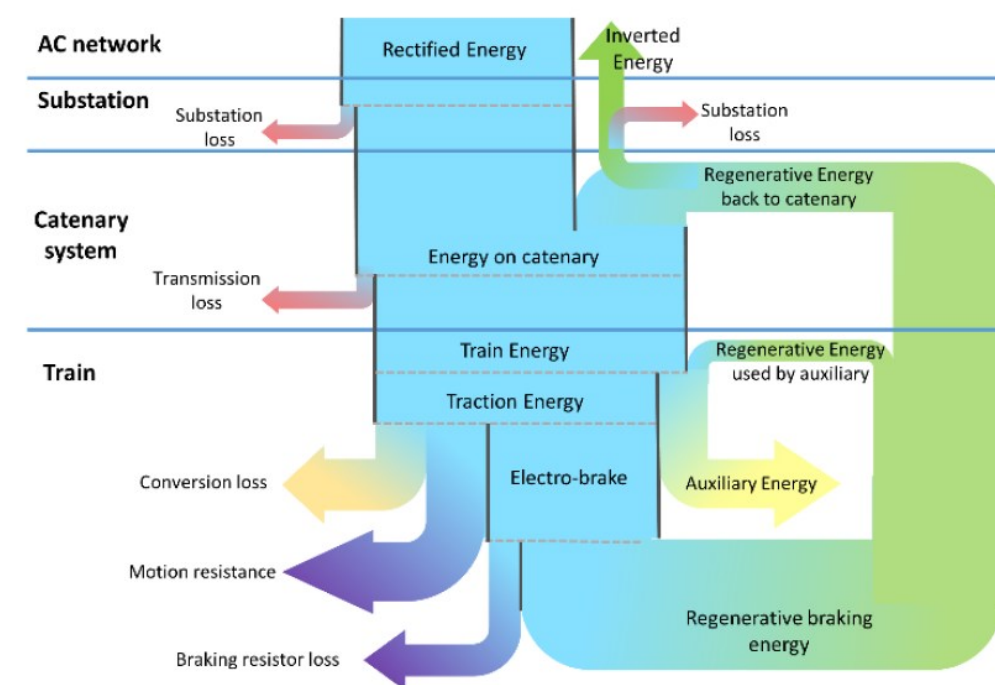 AC network
Rectified Energy
Inverted
Energy
Substation
Substation
loss
Substation
loss
Regenerative Energy
back to catenary
Catenary
system
Energy on catenary
Transmission
loss
Train
Train Energy
Regenerative Energy
used by auxiliary
Traction Energy
Conversion loss
Electro-brake
Auxiliary Energy
Motion resistance
Regenerative braking
energy
Braking resistor loss